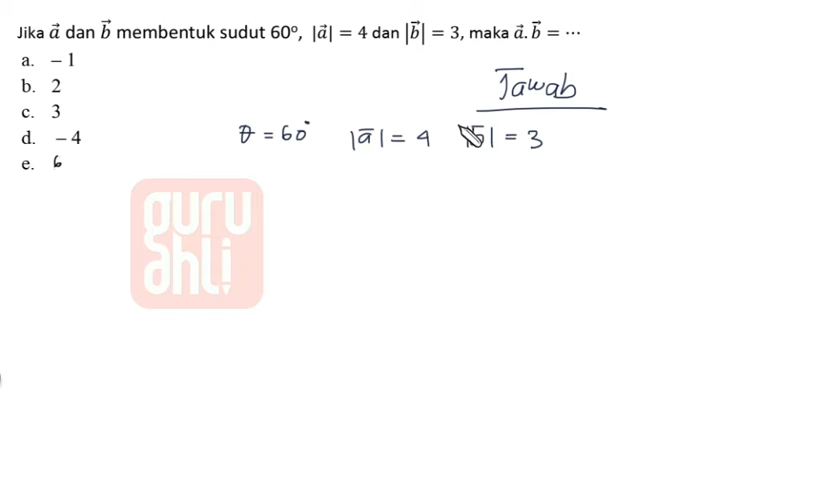 Jika a⃗ dan b⃗ membentuk sudut 60°, |a⃗| = 4 dan |b⃗| = 3, maka a⃗.b⃗ = ⋯
a. − 1
b. 2
c. 3
d. − 4
e. 6
Jawab
θ = 60° |a̅| = 4 |b̅| = 3
guru
ahli